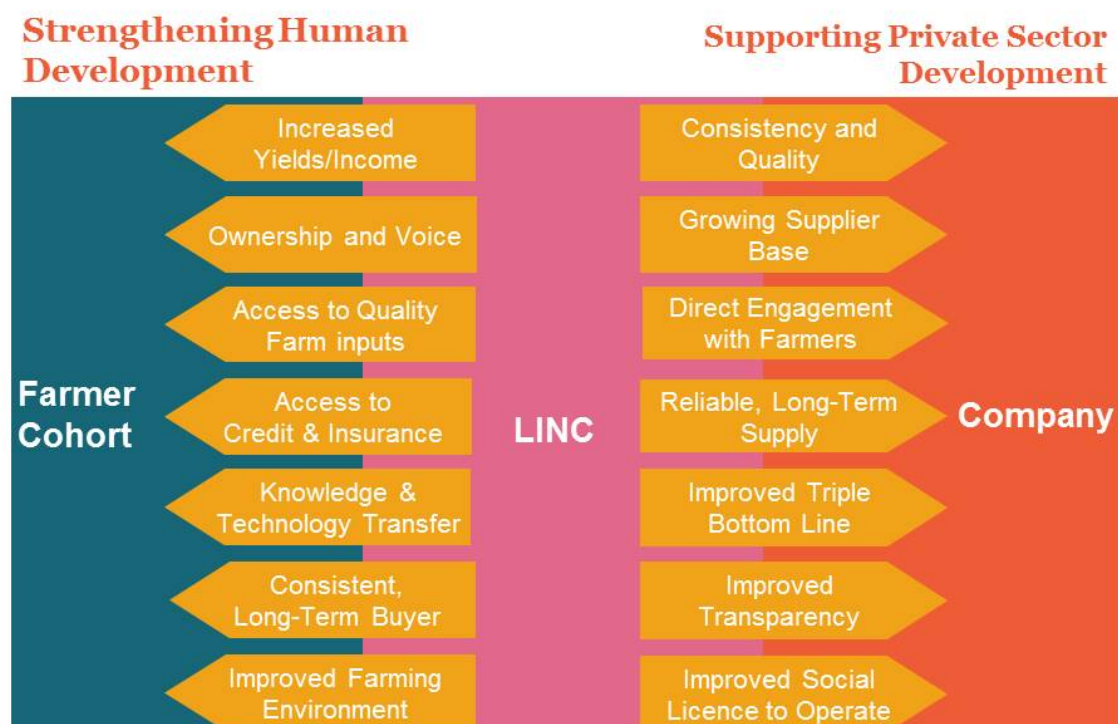 Strengthening Human
Development
Supporting Private Sector
Development
Increased
Yields/Income
Ownership and Voice
Access to Quality
Farm inputs
Access to
Credit & Insurance
Knowledge &
Technology Transfer
Consistent,
Long-Term Buyer
Improved Farming
Environment
Farmer
Cohort
LINC
Consistency and
Quality
Growing Supplier
Base
Direct Engagement
with Farmers
Reliable, Long-Term
Supply
Improved Triple
Bottom Line
Improved
Transparency
Improved Social
Licence to Operate
Company